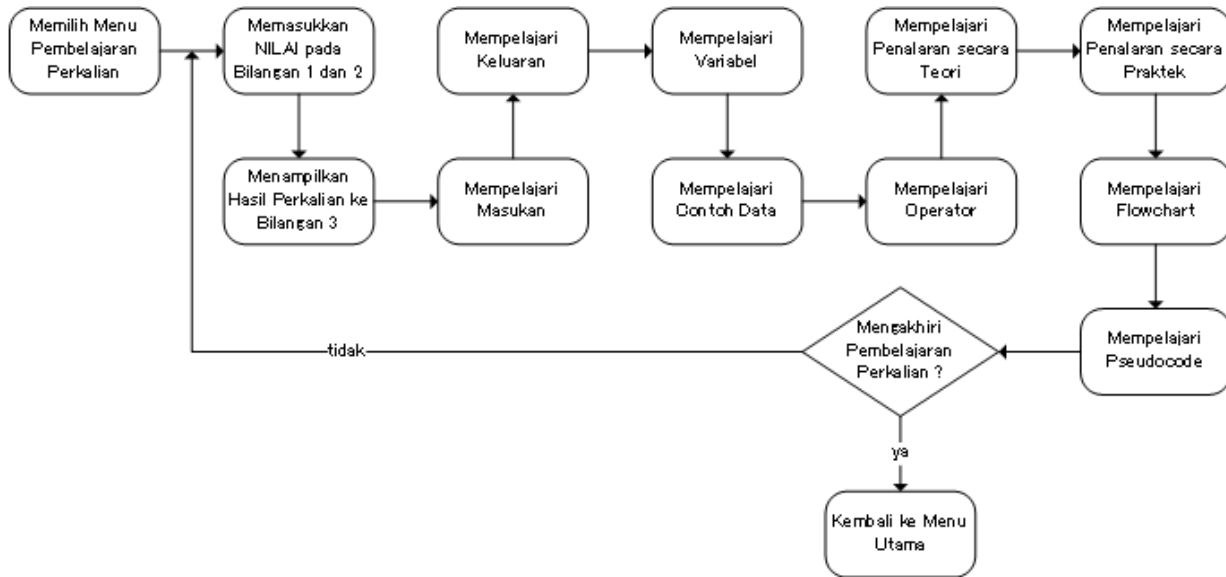 Memilih Menu
Pembelajaran
Perkalian
Memasukkan
NILAI pada
Bilangan 1 dan 2
Menampilkan
Hasil Perkalian ke
Bilangan 3
Mempelajari
Masukan
Mempelajari
Keluaran
Mempelajari
Variabel
Mempelajari
Contoh Data
Mempelajari
Operator
Mempelajari
Penalaran secara
Teori
Mempelajari
Penalaran secara
Praktek
Mempelajari
Flowchart
Mempelajari
Pseudocode
Mengakhiri
Pembelajaran
Perkalian ?
tidak
ya
Kembali ke Menu
Utama